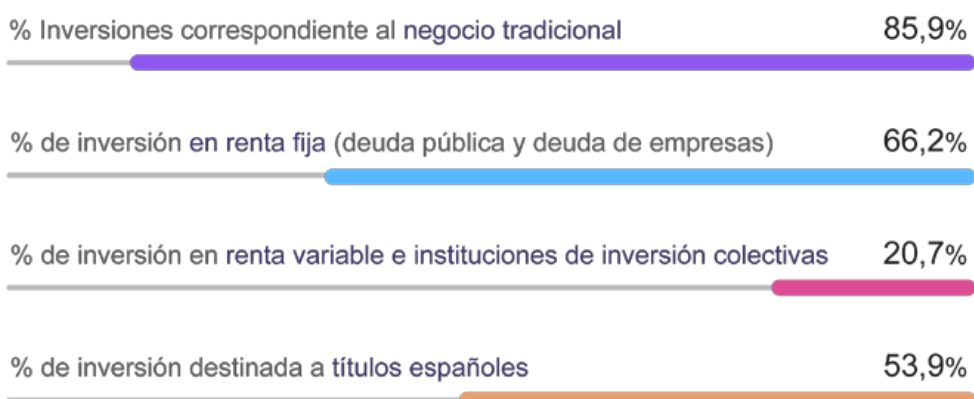 % Inversiones correspondiente al negocio tradicional 85,9%
% de inversión en renta fija (deuda pública y deuda de empresas) 66,2%
% de inversión en renta variable e instituciones de inversión colectivas 20,7%
% de inversión destinada a títulos españoles 53,9%